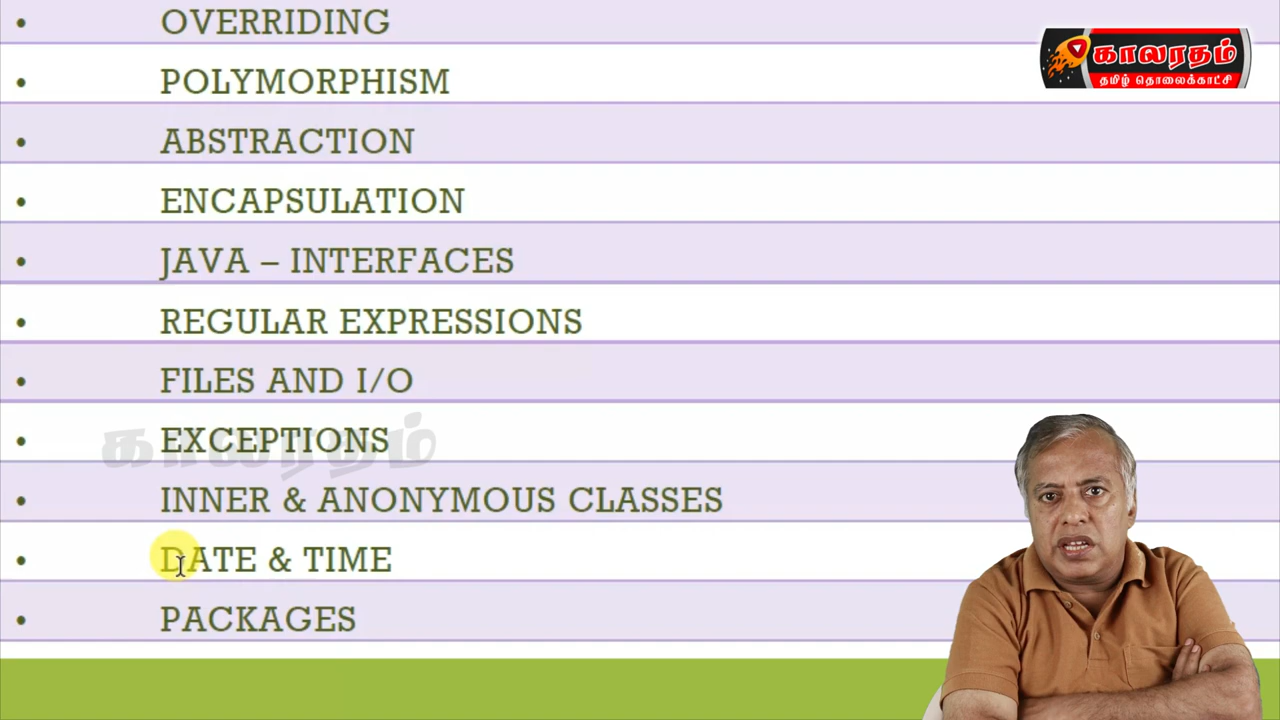 • OVERRIDING
• POLYMORPHISM
• ABSTRACTION
• ENCAPSULATION
• JAVA – INTERFACES
• REGULAR EXPRESSIONS
• FILES AND I/O
• EXCEPTIONS
• INNER & ANONYMOUS CLASSES
• DATE & TIME
• PACKAGES
காலரதம்
தமிழ் தொலைக்காட்சி
காலரதம்